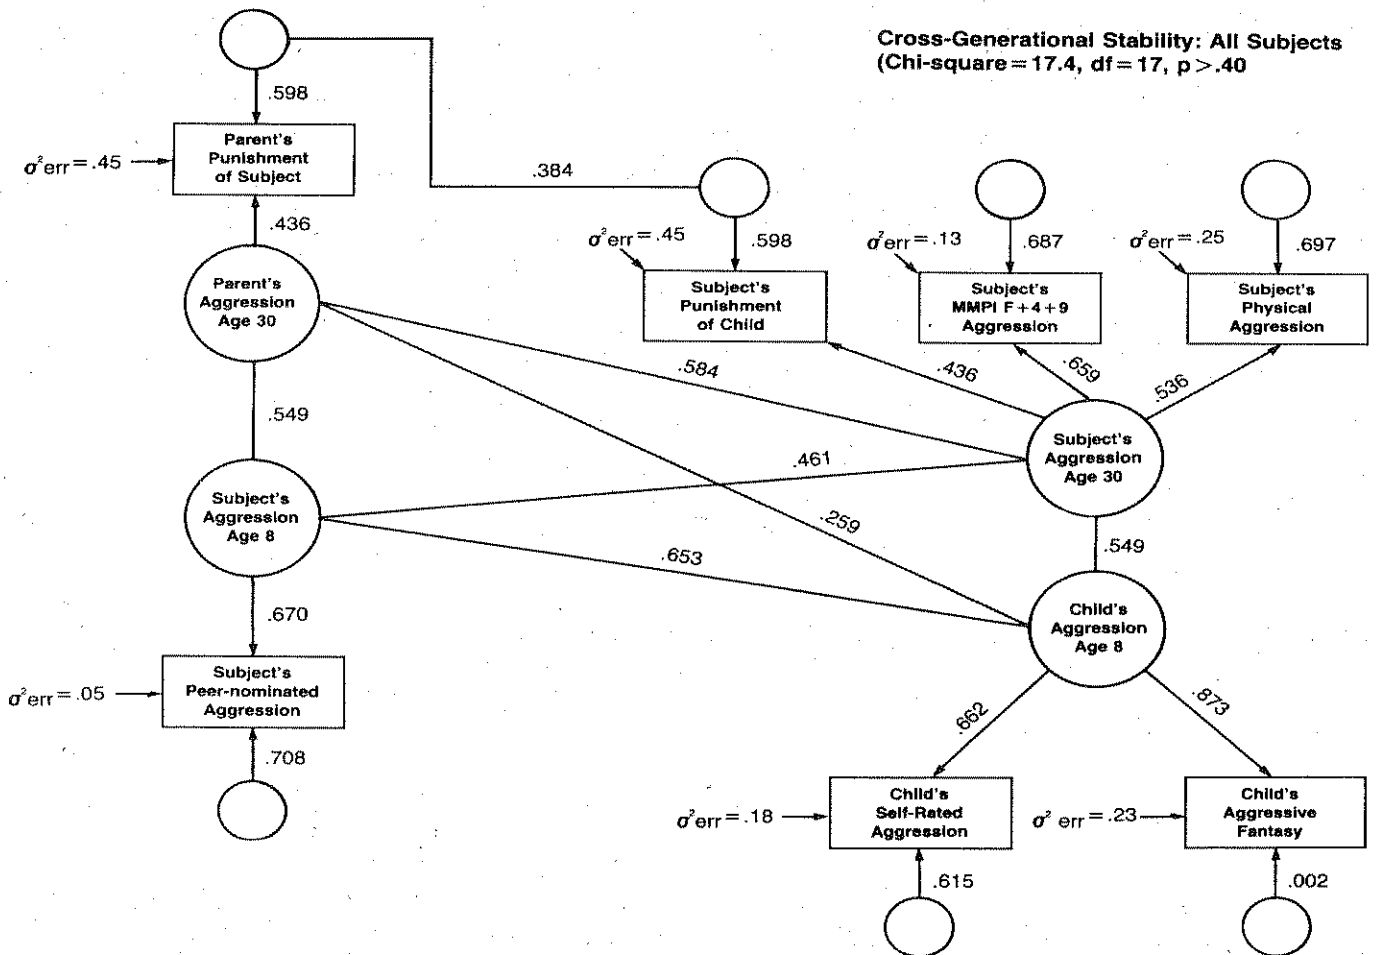 Cross-Generational Stability: All Subjects
(Chi-square=17.4, df=17, p>.40
.598
Parent's
Punishment
of Subject
σ²err=.45
.384
.436
σ²err=.45
.598
σ²err=.13
.687
σ²err=.25
.697
Parent's
Aggression
Age 30
Subject's
Punishment
of Child
Subject's
MMPI F+4+9
Aggression
Subject's
Physical
Aggression
.584
.436
.659
.536
.549
.461
Subject's
Aggression
Age 30
Subject's
Aggression
Age 8
.259
.653
.549
.670
Child's
Aggression
Age 8
Subject's
Peer-nominated
Aggression
σ²err=.05
.708
.662
.873
Child's
Self-Rated
Aggression
σ²err=.18
Child's
Aggressive
Fantasy
σ² err=.23
.615
.002